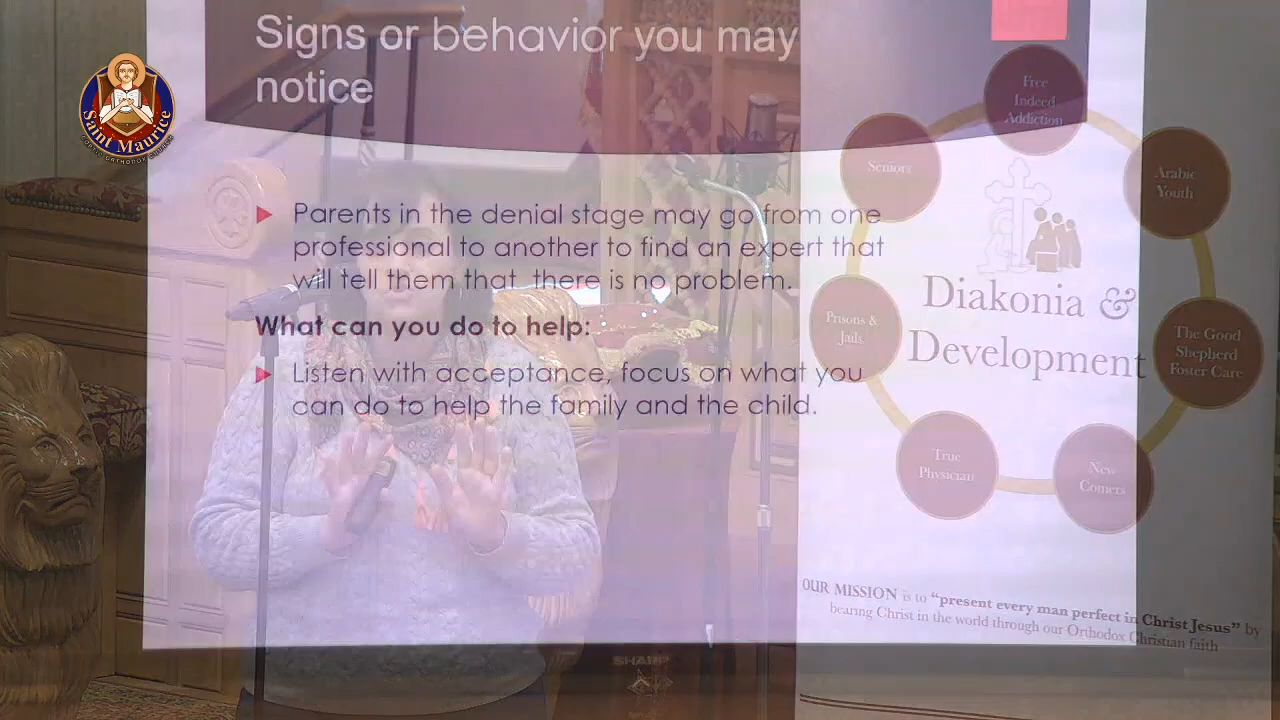 Signs or behavior you may
notice
Saint Maurice
COPTIC ORTHODOX CHURCH
Parents in the denial stage may go from one
professional to another to find an expert that
will tell them that there is no problem.
What can you do to help:
Listen with acceptance, focus on what you
can do to help the family and the child.
Free
Indeed
Addiction
Seniors
Arabic
Youth
Diakonia &
Development
Prisons &
Jails
The Good
Shepherd
Foster Care
True
Physician
New
Comers
OUR MISSION is to "present every man perfect in Christ Jesus" by
bearing Christ in the world through our Orthodox Christian faith
SHARP